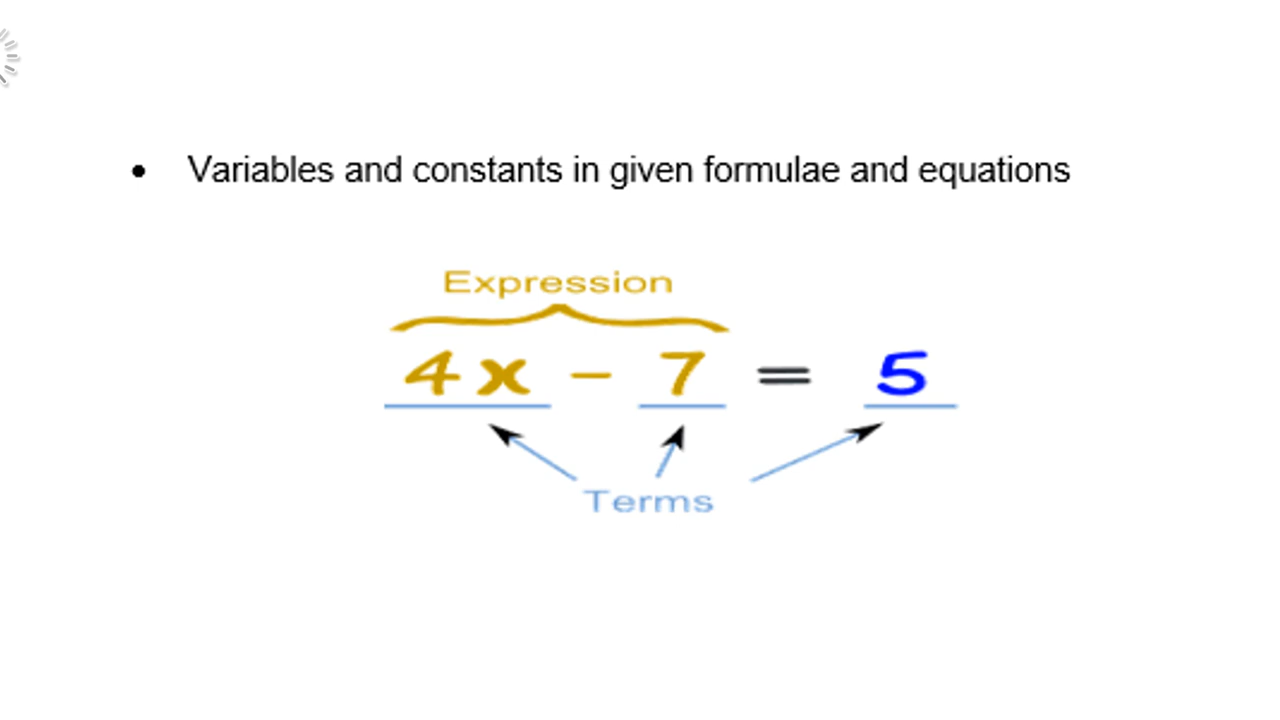 • Variables and constants in given formulae and equations
Expression
4x - 7 = 5
Terms